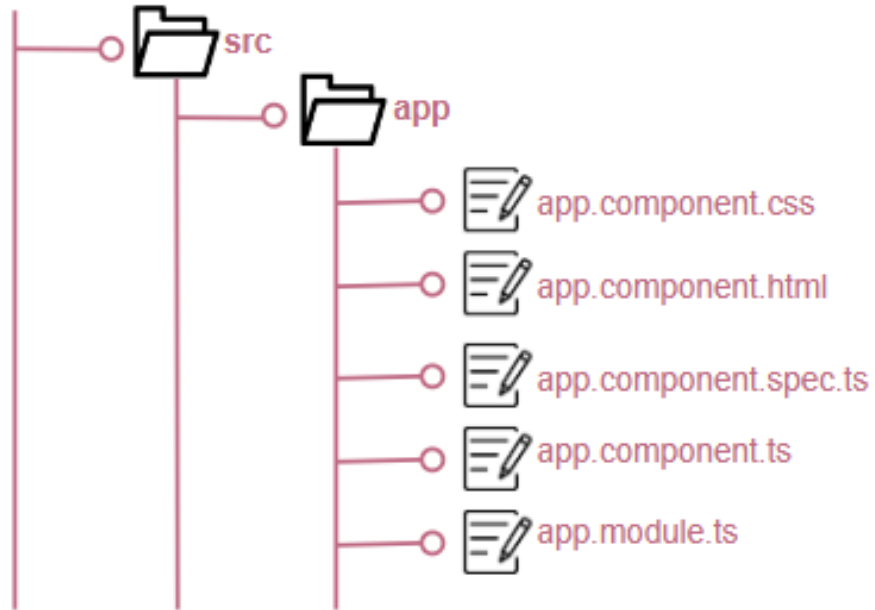 src
app
app.component.css
app.component.html
app.component.spec.ts
app.component.ts
app.module.ts